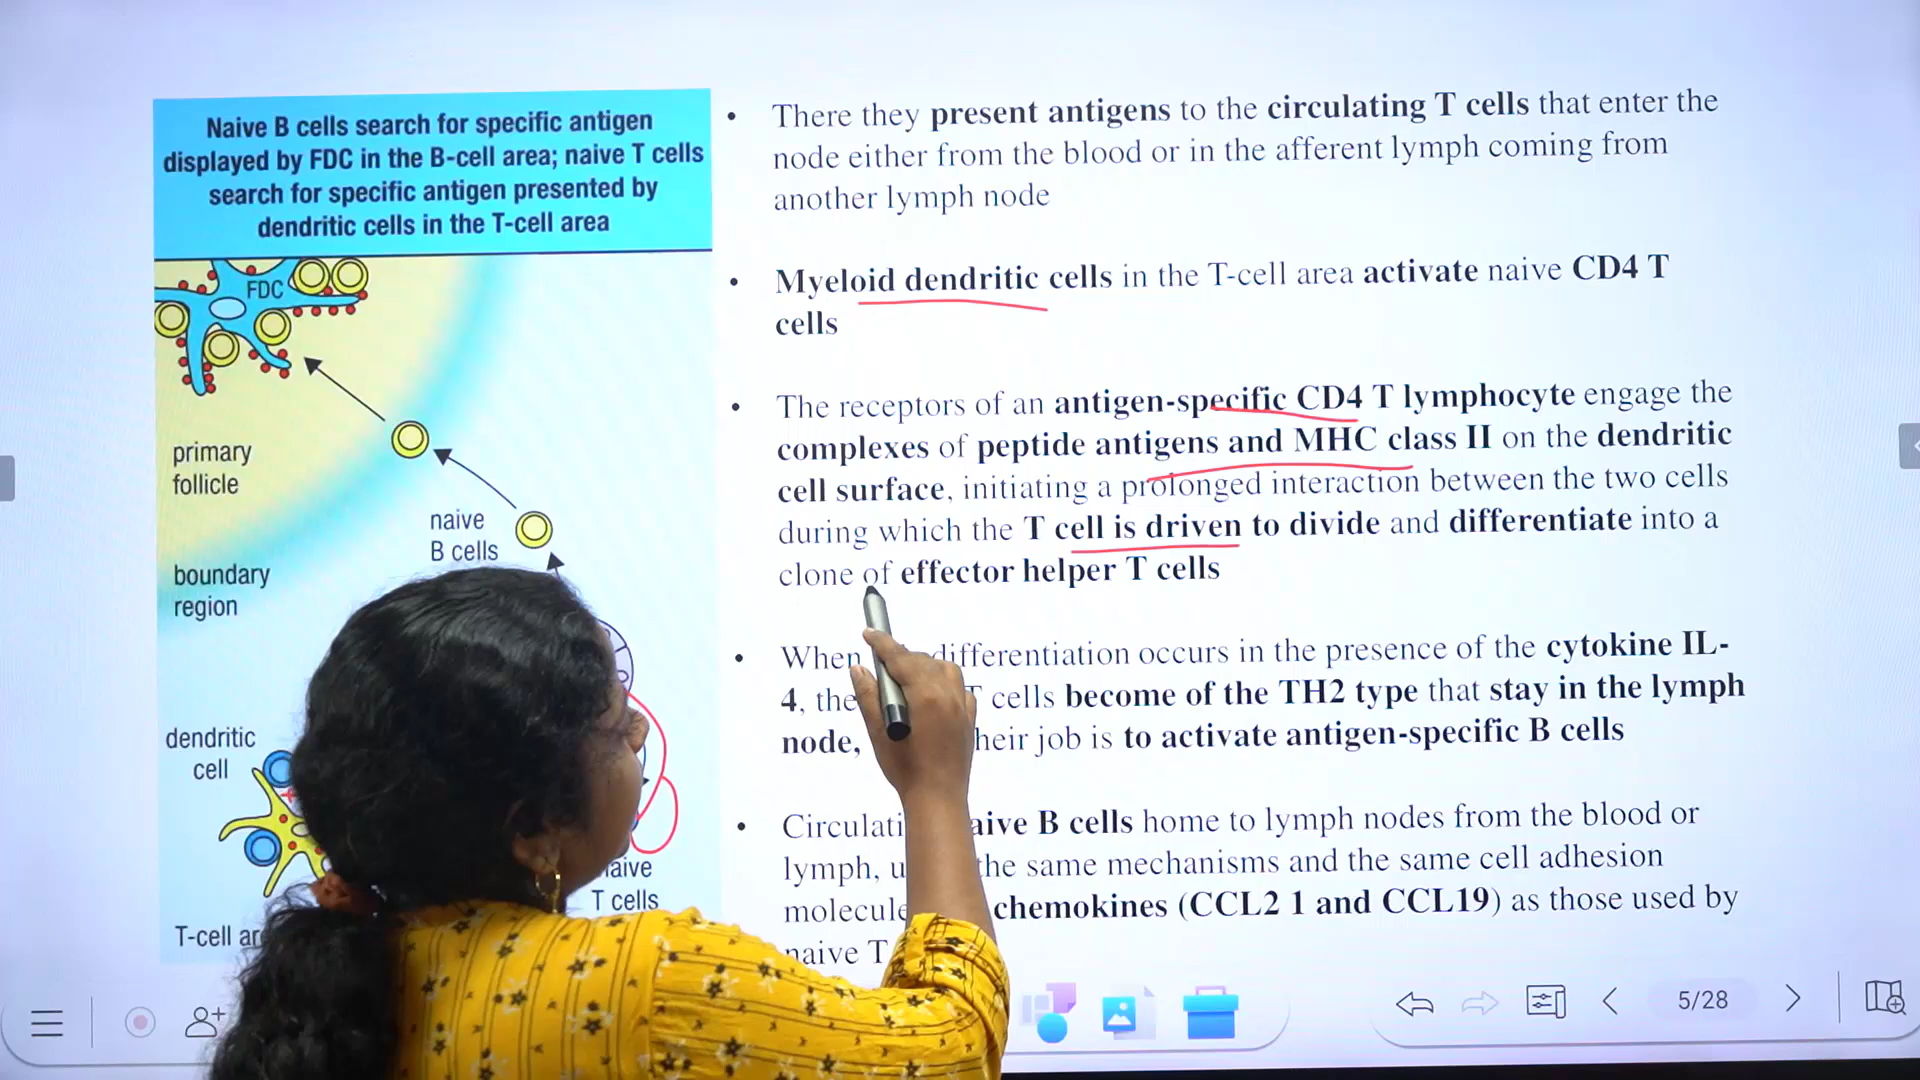 Naive B cells search for specific antigen
displayed by FDC in the B-cell area; naive T cells
search for specific antigen presented by
dendritic cells in the T-cell area
FDC
primary
follicle
naive
B cells
boundary
region
dendritic
cell
T cells
T-cell
• There they present antigens to the circulating T cells that enter the
node either from the blood or in the afferent lymph coming from
another lymph node
• Myeloid dendritic cells in the T-cell area activate naive CD4 T
cells
• The receptors of an antigen-specific CD4 T lymphocyte engage the
complexes of peptide antigens and MHC class II on the dendritic
cell surface, initiating a prolonged interaction between the two cells
during which the T cell is driven to divide and differentiate into a
clone of effector helper T cells
• When differentiation occurs in the presence of the cytokine IL-
4, the T cells become of the TH2 type that stay in the lymph
node, their job is to activate antigen-specific B cells
• naive B cells home to lymph nodes from the blood or
lymph, the same mechanisms and the same cell adhesion
chemokines (CCL2 1 and CCL19) as those used by
naive T
5/28